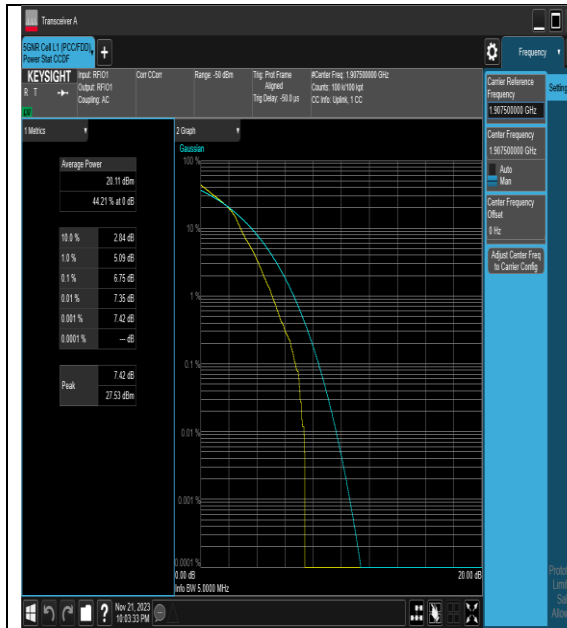 Transceiver A
5GNR Cell L1 (PCC/FDD),
Power Stat CCDF
+
Frequency
KEYSIGHT
R T
Input: RFIO1
Output: RFIO1
Coupling: AC
Corr CCorr
Range: -50 dBm
Trig: Prot Frame
Aligned
Trig Delay: -50.0 µs
#Center Freq: 1.907500000 GHz
Counts: 100 k/100 kpt
CC Info: Uplink, 1 CC
Carrier Reference
Frequency
1.907500000 GHz
Setting
Center Frequency
1.907500000 GHz
Auto
Man
Center Frequency
Offset
0 Hz
Adjust Center Freq
to Carrier Config
1 Metrics
Average Power
20.11 dBm
44.21 % at 0 dB
10.0 % 2.84 dB
1.0 % 5.09 dB
0.1 % 6.75 dB
0.01 % 7.35 dB
0.001 % 7.42 dB
0.0001 % --- dB
Peak
7.42 dB
27.53 dBm
2 Graph
Gaussian
100 %
10 %
1 %
0.1 %
0.01 %
0.001 %
0.0001 %
0.00 dB
20.00 dB
Info BW 5.0000 MHz
Nov 21, 2023
10:03:33 PM
?